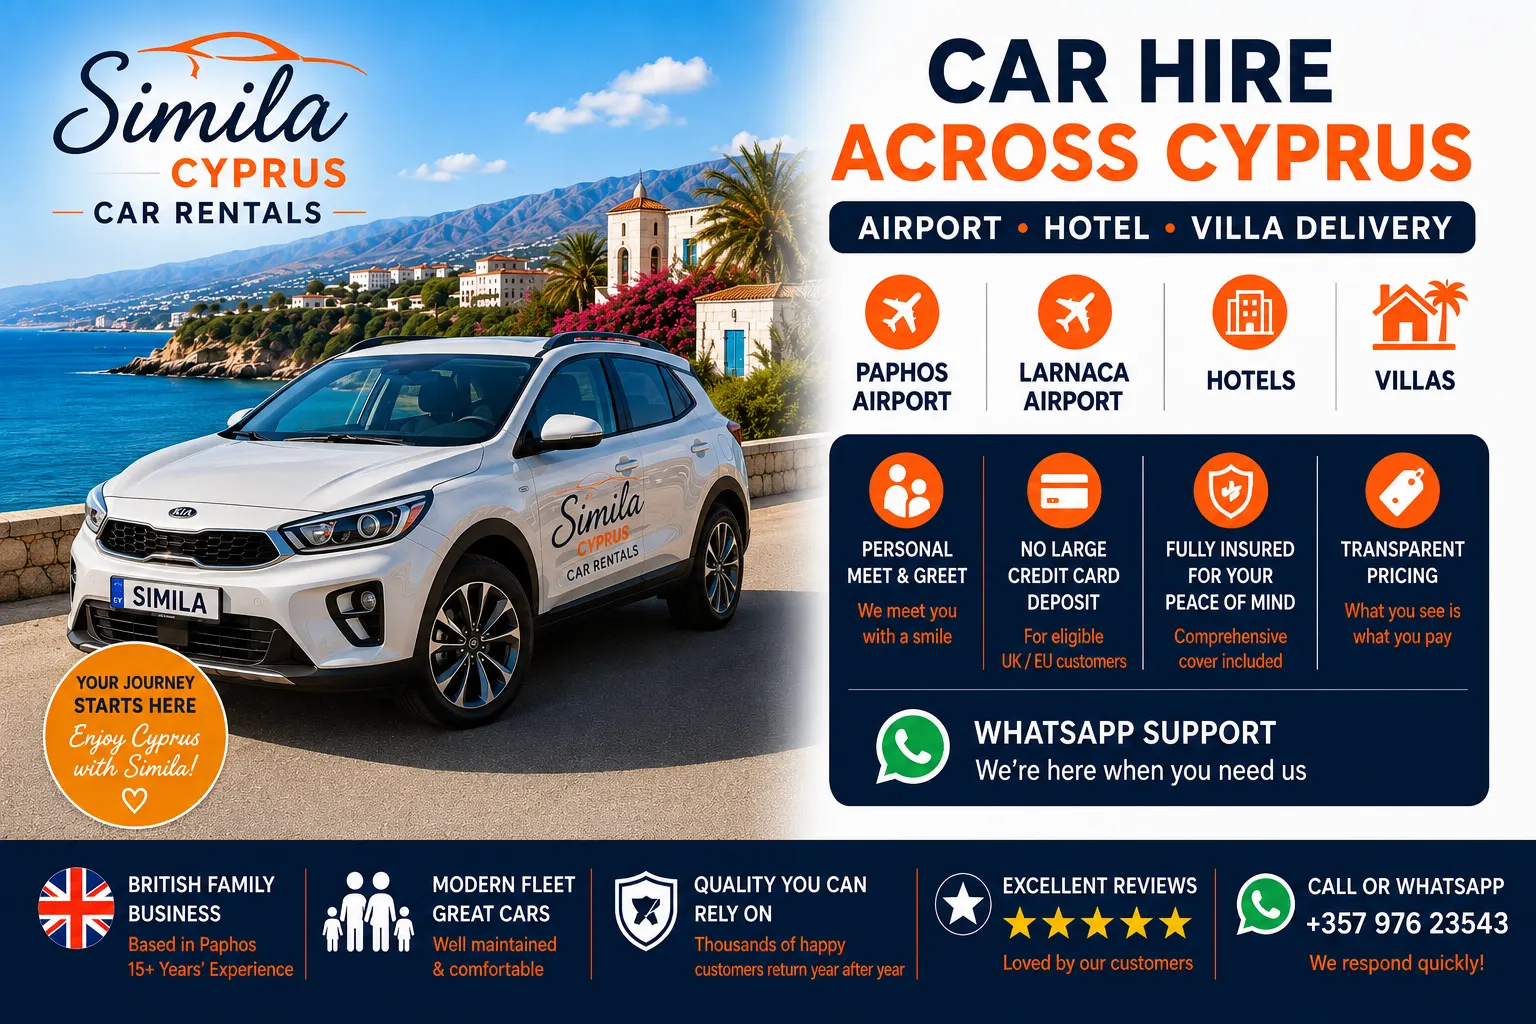 Simila
CYPRUS
CAR RENTALS
CAR HIRE
ACROSS CYPRUS
AIRPORT • HOTEL • VILLA DELIVERY
PAPHOS
AIRPORT
LARNACA
AIRPORT
HOTELS
VILLAS
PERSONAL
MEET & GREET
We meet you
with a smile
NO LARGE
CREDIT CARD
DEPOSIT
For eligible
UK / EU customers
FULLY INSURED
FOR YOUR
PEACE OF MIND
Comprehensive
cover included
TRANSPARENT
PRICING
What you see is
what you pay
WHATSAPP SUPPORT
We're here when you need us
KIA
CY
SIMILA
Simila
CYPRUS
CAR RENTALS
YOUR JOURNEY
STARTS HERE
Enjoy Cyprus
with Simila!
BRITISH FAMILY
BUSINESS
Based in Paphos
15+ Years' Experience
MODERN FLEET
GREAT CARS
Well maintained
& comfortable
QUALITY YOU CAN
RELY ON
Thousands of happy
customers return year after year
EXCELLENT REVIEWS
Loved by our customers
CALL OR WHATSAPP
+357 976 23543
We respond quickly!